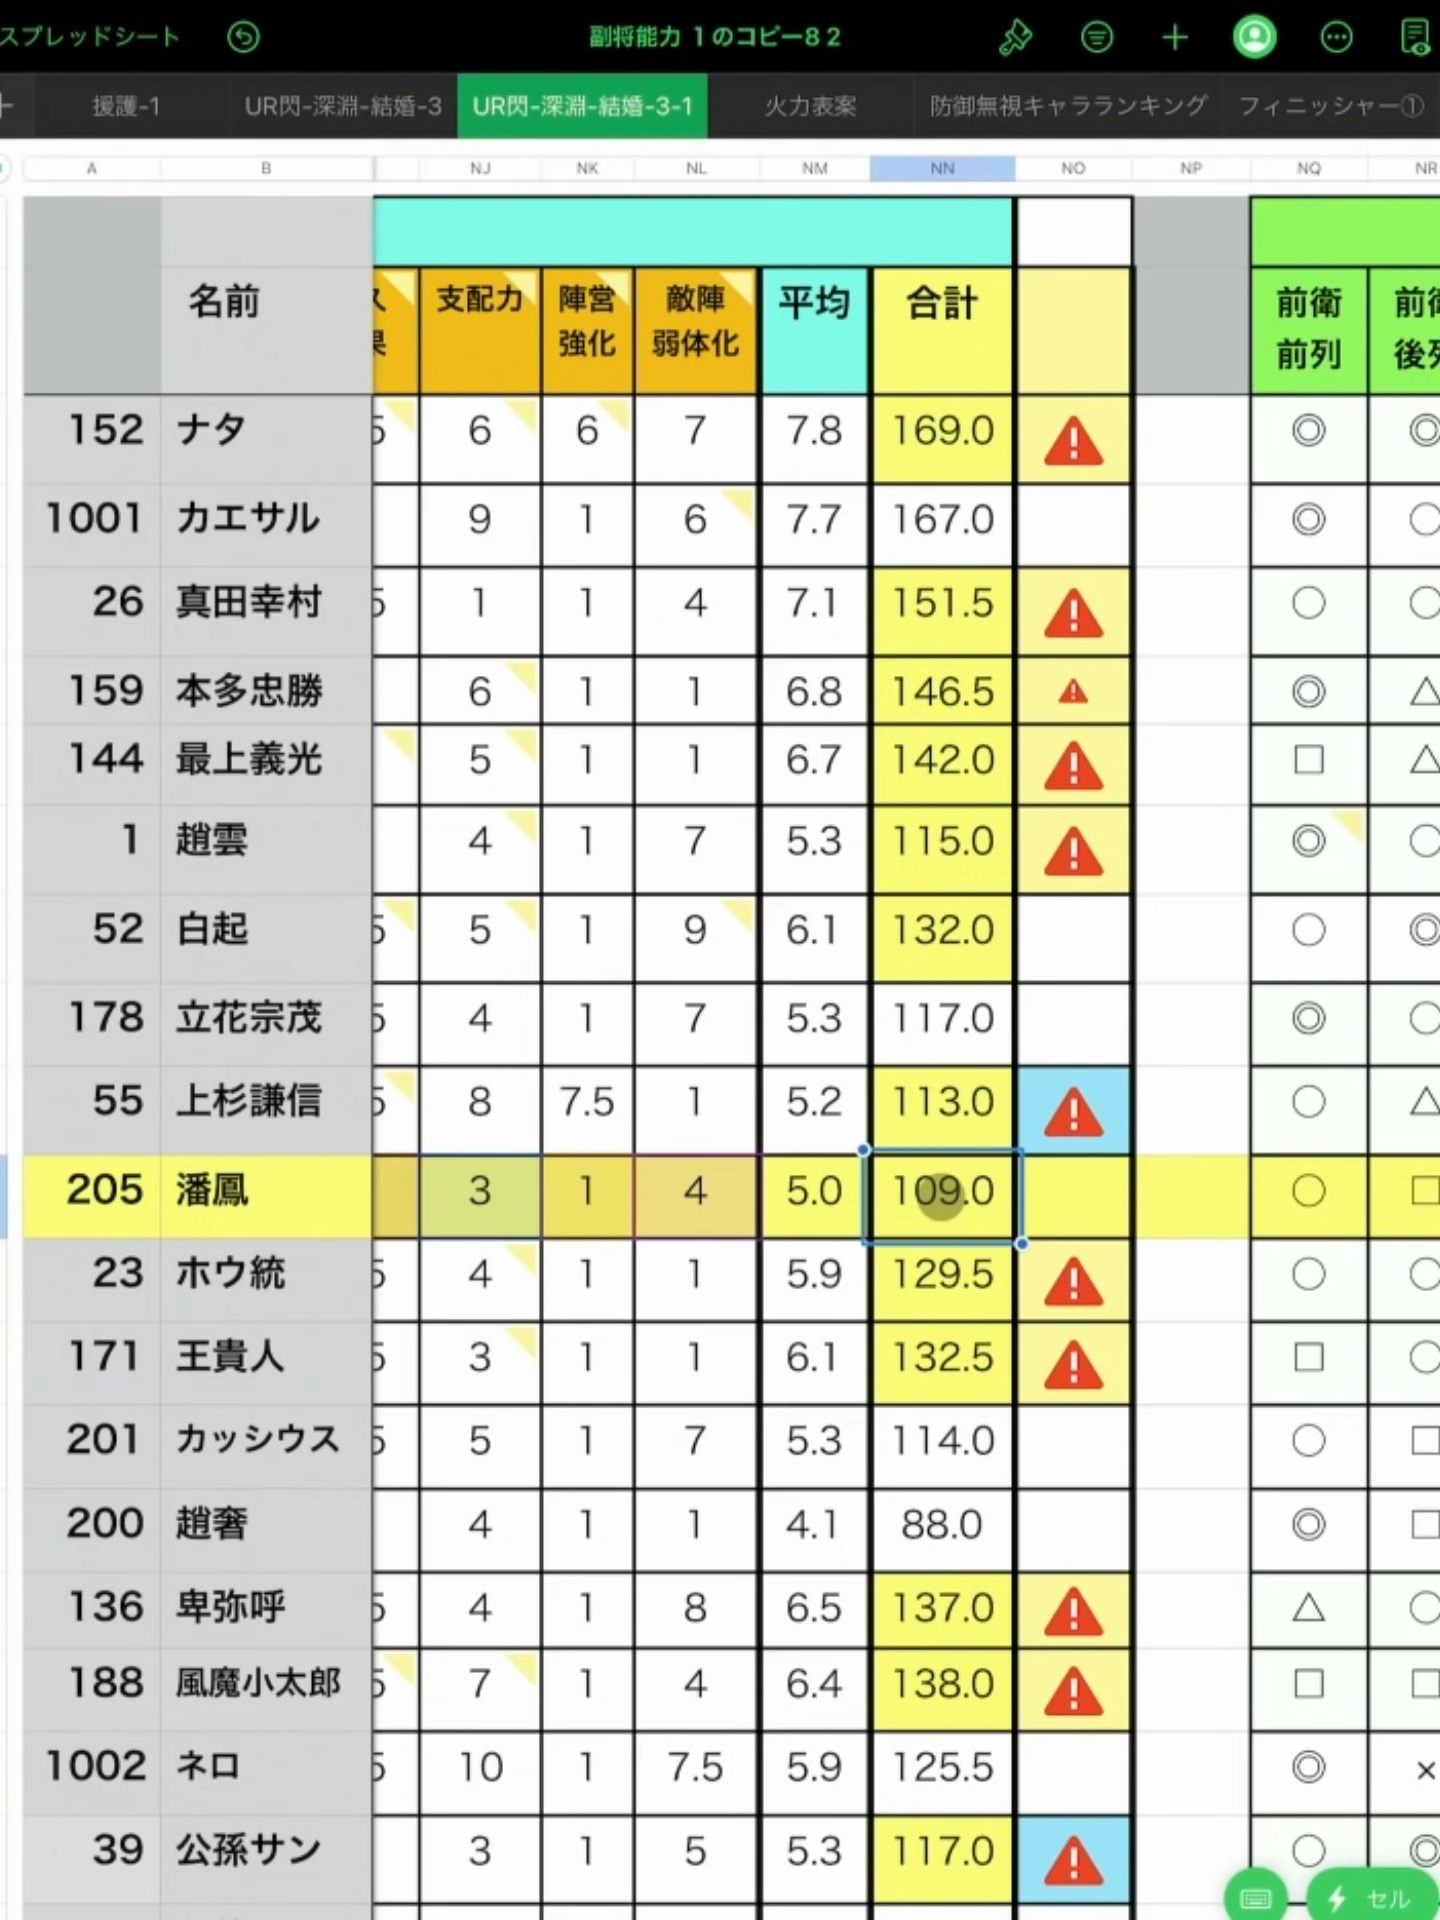 スプレッドシート 副将能力 1のコピー8 2
援護-1 UR閃-深淵-結婚-3 UR閃-深淵-結婚-3-1 火力表案 防御無視キャラランキング フィニッシャー①
A B NJ NK NL NM NN NO NP NQ NR
名前 支配力 陣営強化 敵陣弱体化 平均 合計 前衛前列
152 ナタ 6 6 7 7.8 169.0 ◎ ◎
1001 カエサル 9 1 6 7.7 167.0 ◎ ○
26 真田幸村 1 1 4 7.1 151.5 ○ ○
159 本多忠勝 6 1 1 6.8 146.5 ◎ △
144 最上義光 5 1 1 6.7 142.0 □ △
1 趙雲 4 1 7 5.3 115.0 ◎ ○
52 白起 5 1 9 6.1 132.0 ○ ◎
178 立花宗茂 4 1 7 5.3 117.0 ◎ ○
55 上杉謙信 8 7.5 1 5.2 113.0 ○ △
205 潘鳳 3 1 4 5.0 109.0 ○ □
23 ホウ統 4 1 1 5.9 129.5 ○ ○
171 王貴人 3 1 1 6.1 132.5 □ ○
201 カッシウス 5 1 7 5.3 114.0 ○ □
200 趙奢 4 1 1 4.1 88.0 ◎ □
136 卑弥呼 4 1 8 6.5 137.0 △ ○
188 風魔小太郎 7 1 4 6.4 138.0 □ □
1002 ネロ 10 1 7.5 5.9 125.5 ◎ ×
39 公孫サン 3 1 5 5.3 117.0 ○ ◎
セル